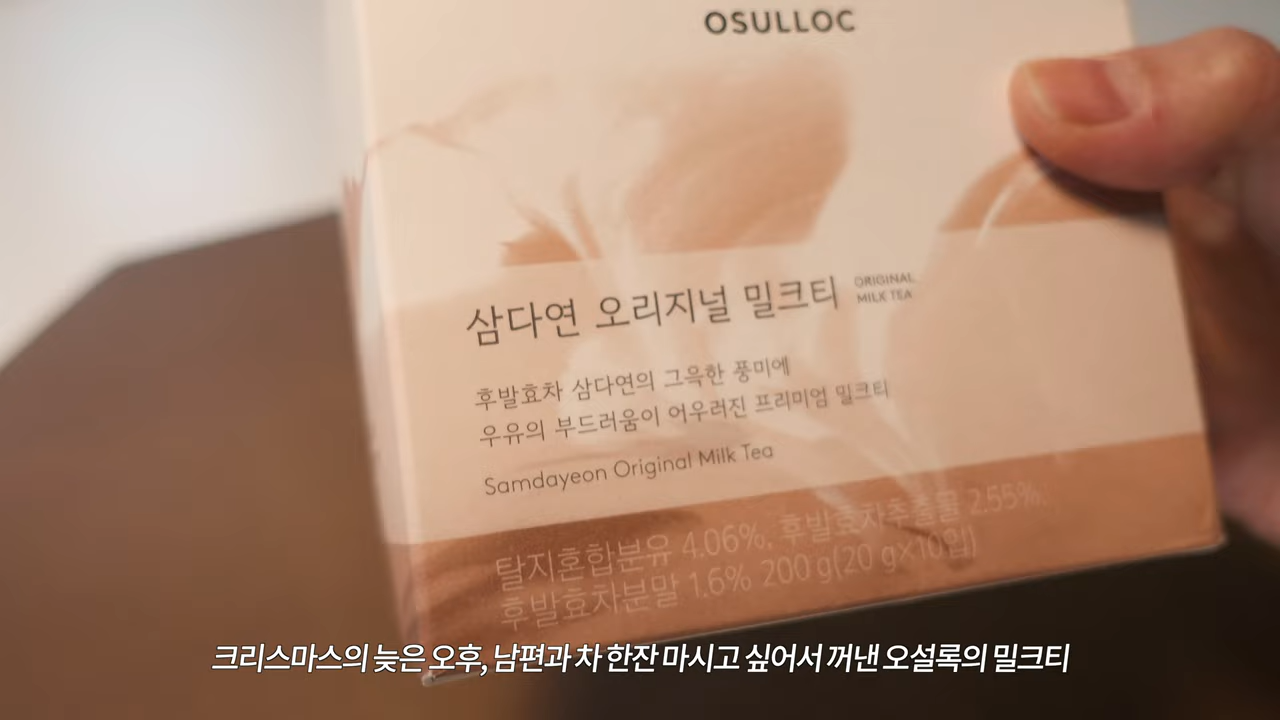 OSULLOC
삼다연 오리지널 밀크티
ORIGINAL
MILK TEA
후발효차 삼다연의 그윽한 풍미에
우유의 부드러움이 어우러진 프리미엄 밀크티
Samdayeon Original Milk Tea
탈지혼합분유 4.06%, 후발효차추출물 2.55%,
후발효차분말 1.6% 200 g(20 g×10입)
크리스마스의 늦은 오후, 남편과 차 한잔 마시고 싶어서 꺼낸 오설록의 밀크티